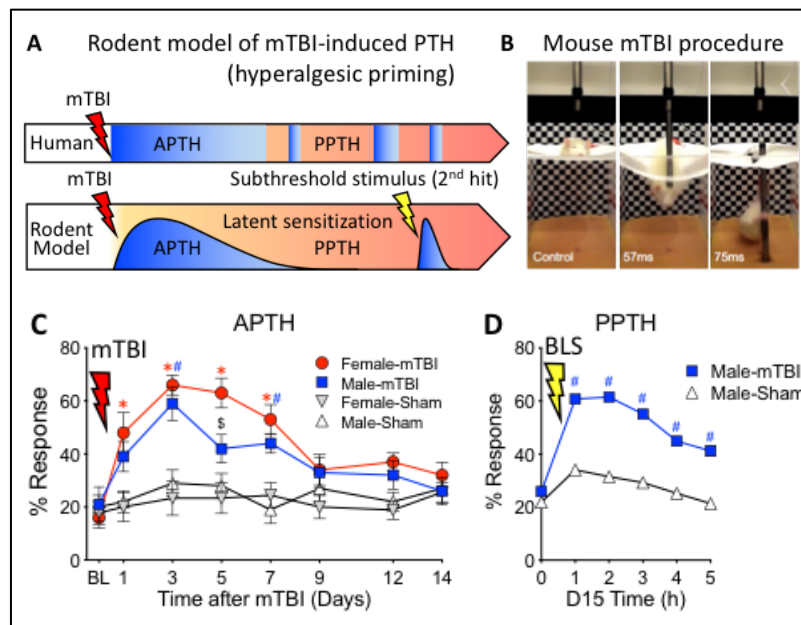 A Rodent model of mTBI-induced PTH
(hyperalgesic priming)
mTBI
Human APTH PPTH
mTBI Subthreshold stimulus (2nd hit)
Rodent
Model
Latent sensitization
APTH PPTH
B Mouse mTBI procedure
Control 57ms 75ms
C APTH
mTBI
Female-mTBI
Male-mTBI
Female-Sham
Male-Sham
* *# * $ *#
% Response
80
60
40
20
0
BL 1 3 5 7 9 12 14
Time after mTBI (Days)
D PPTH
BLS
Male-mTBI
Male-Sham
# # # # #
% Response
80
60
40
20
0
0 1 2 3 4 5
D15 Time (h)